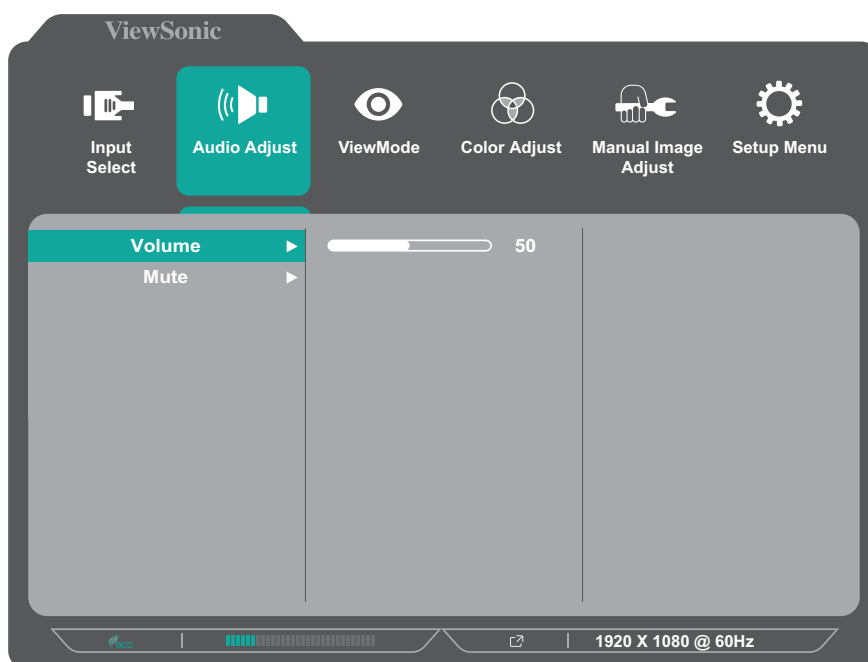 ViewSonic
Input Select
Audio Adjust
ViewMode
Color Adjust
Manual Image Adjust
Setup Menu
Volume
50
Mute
eco
1920 X 1080 @ 60Hz